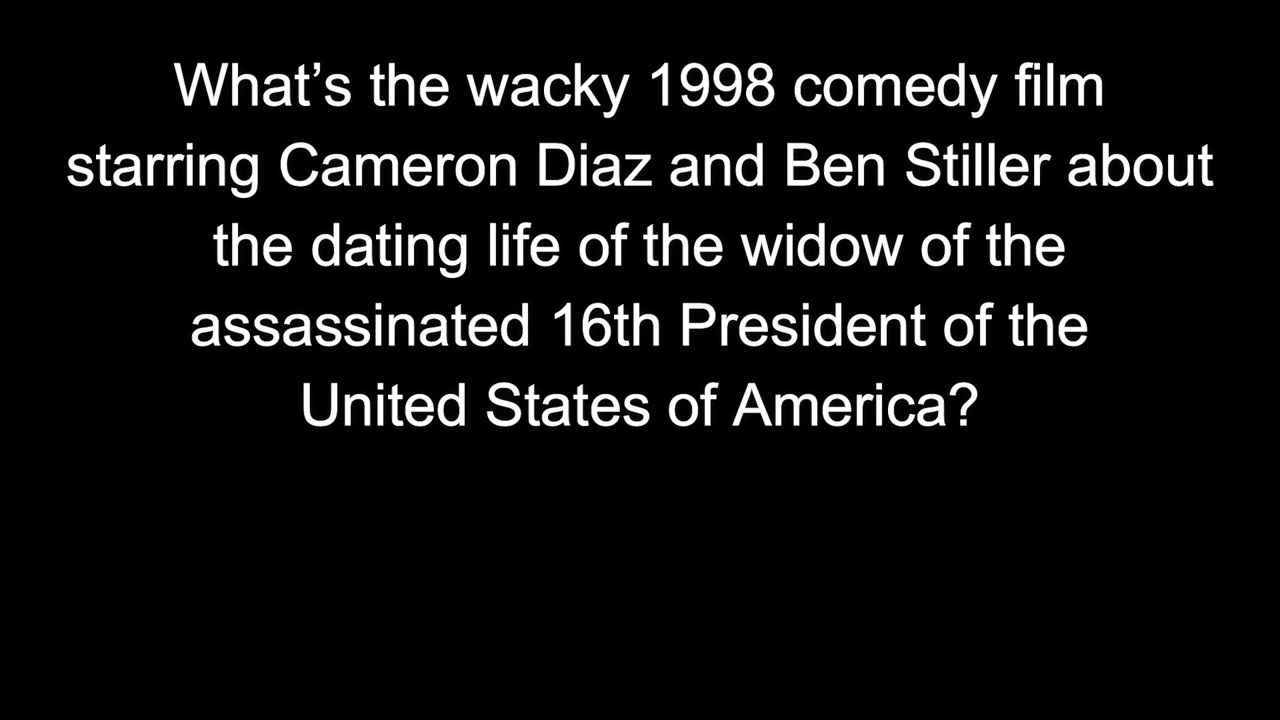 What’s the wacky 1998 comedy film
starring Cameron Diaz and Ben Stiller about
the dating life of the widow of the
assassinated 16th President of the
United States of America?